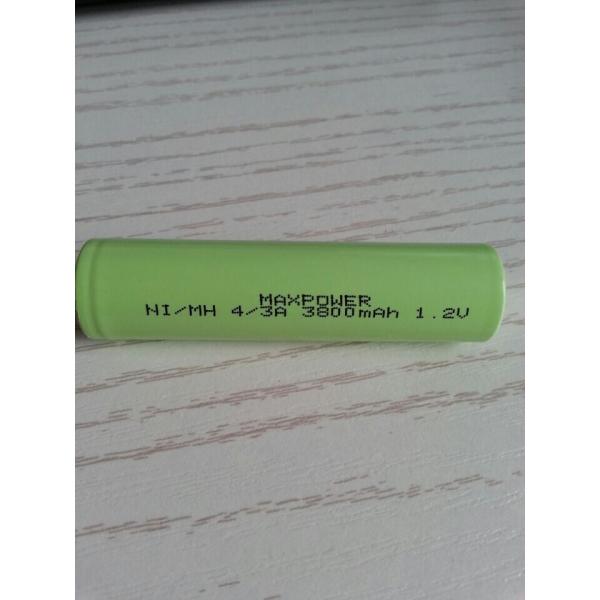 MAXPOWER
NI/MH 4/3A 3800mAh 1.2V